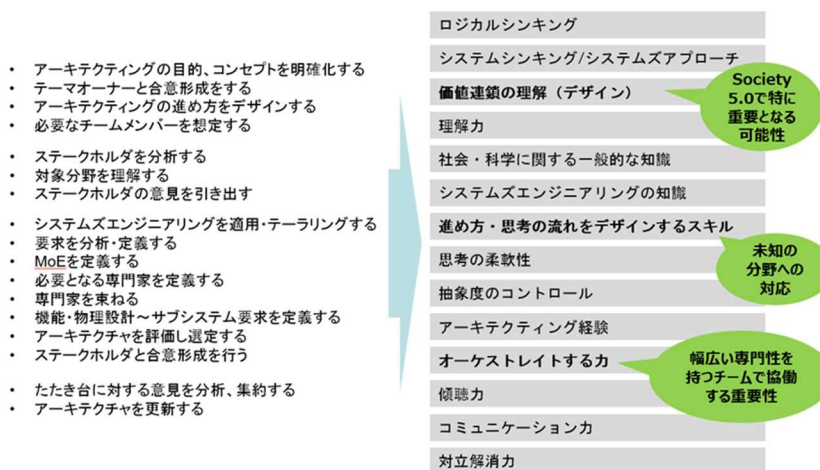 • アーキテクティングの目的、コンセプトを明確化する
• テーマオーナーと合意形成をする
• アーキテクティングの進め方をデザインする
• 必要なチームメンバーを想定する
• ステークホルダを分析する
• 対象分野を理解する
• ステークホルダの意見を引き出す
• システムズエンジニアリングを適用・テーラリングする
• 要求を分析・定義する
• MoEを定義する
• 必要となる専門家を定義する
• 専門家を束ねる
• 機能・物理設計～サブシステム要求を定義する
• アーキテクチャを評価し選定する
• ステークホルダと合意形成を行う
• たたき台に対する意見を分析、集約する
• アーキテクチャを更新する
ロジカルシンキング
システムシンキング/システムズアプローチ
価値連鎖の理解（デザイン）
理解力
社会・科学に関する一般的な知識
システムズエンジニアリングの知識
進め方・思考の流れをデザインするスキル
思考の柔軟性
抽象度のコントロール
アーキテクティング経験
オーケストレイトする力
傾聴力
コミュニケーション力
対立解消力
Society
5.0で特に
重要となる
可能性
未知の
分野への
対応
幅広い専門性を
持つチームで協働
する重要性